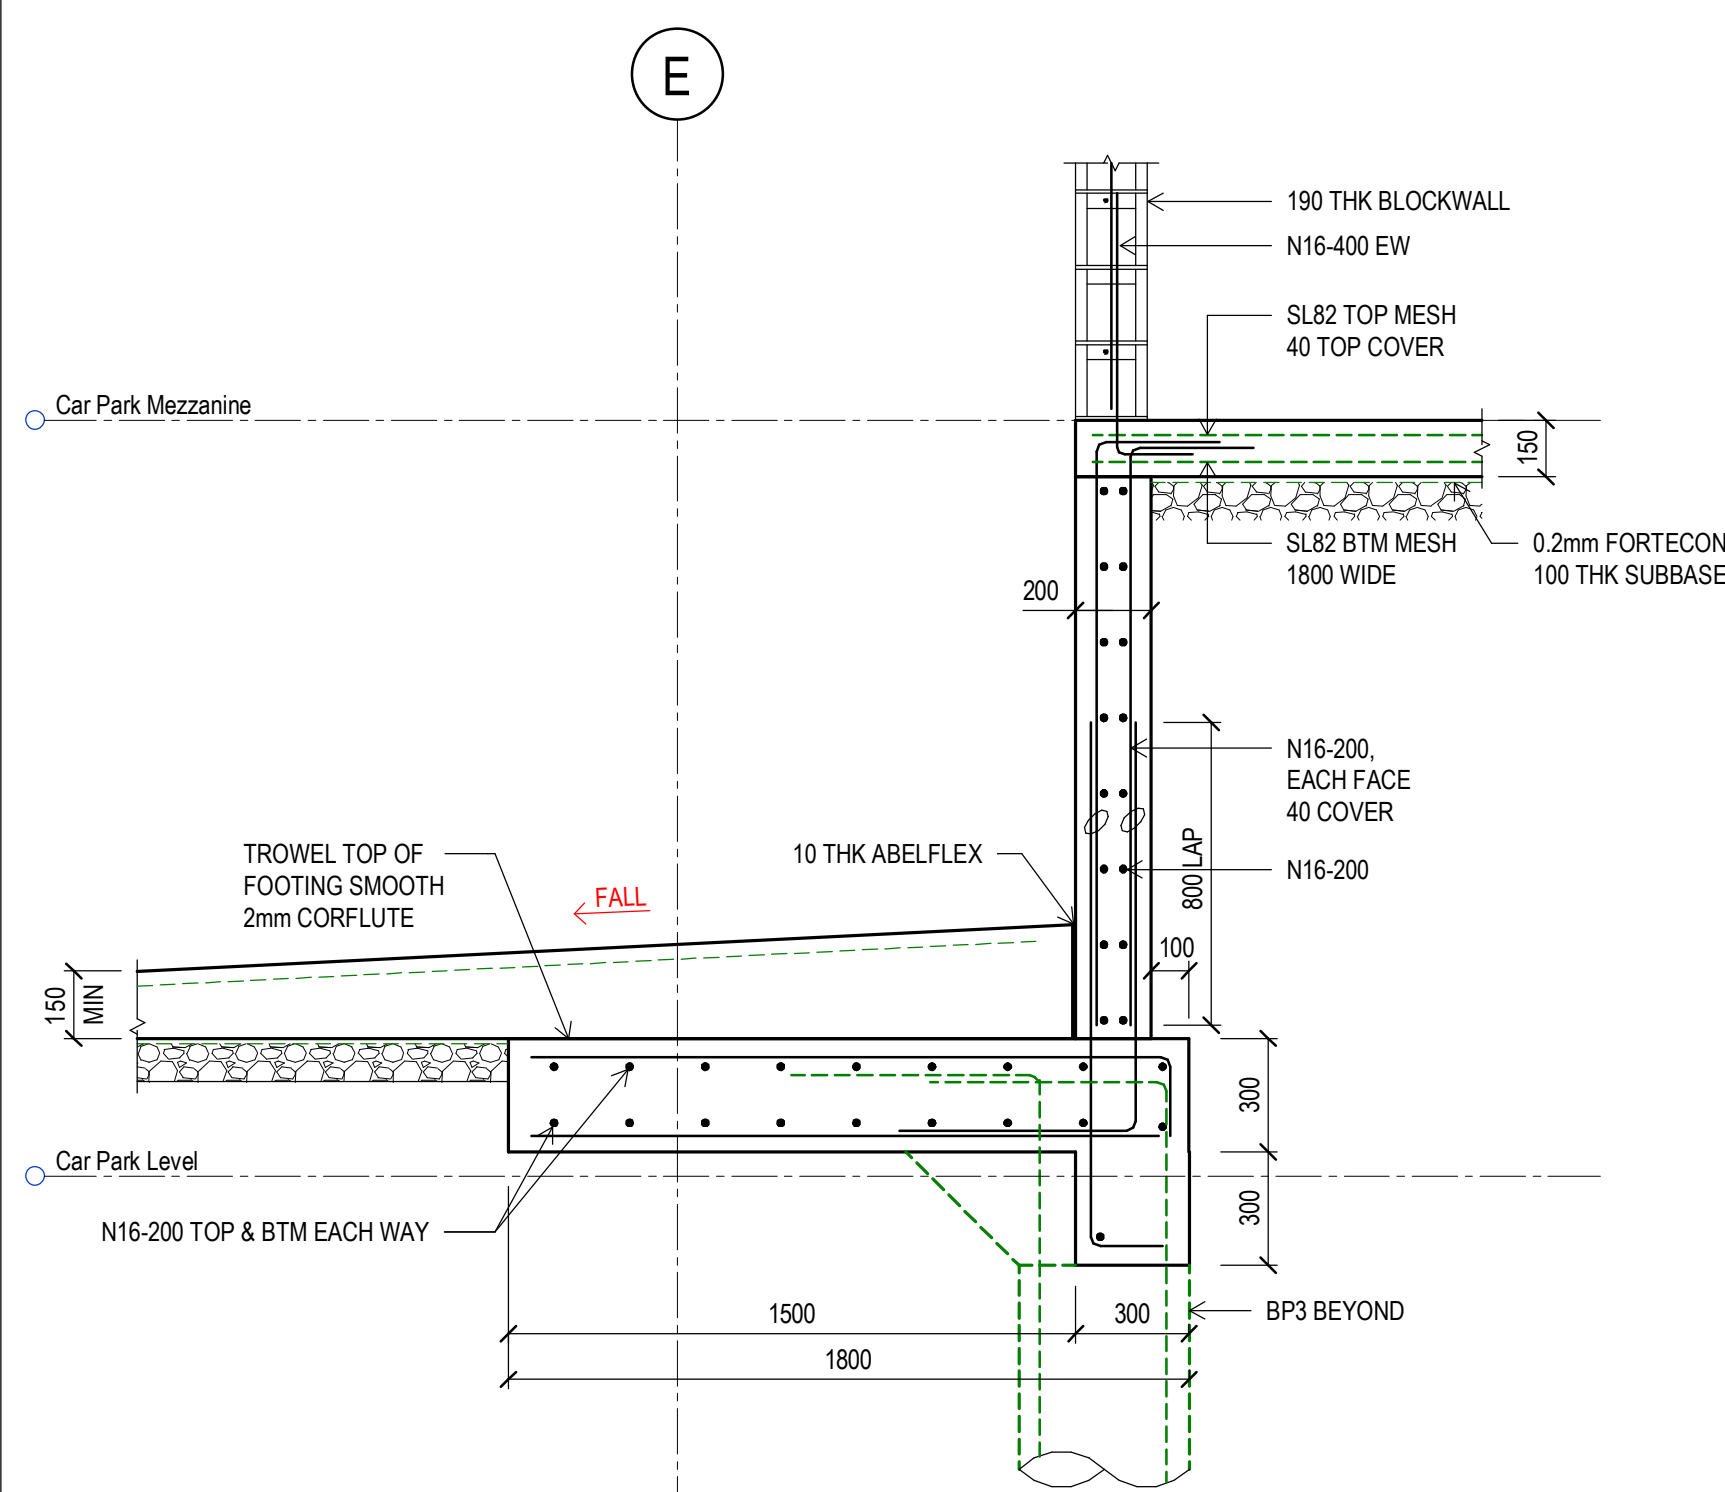 E
190 THK BLOCKWALL
N16-400 EW
SL82 TOP MESH
40 TOP COVER
Car Park Mezzanine
150
SL82 BTM MESH
1800 WIDE
0.2mm FORTECON
100 THK SUBBASE
200
N16-200,
EACH FACE
40 COVER
800 LAP
N16-200
TROWEL TOP OF
FOOTING SMOOTH
2mm CORFLUTE
10 THK ABELFLEX
FALL
100
150
MIN
300
Car Park Level
300
N16-200 TOP & BTM EACH WAY
1500
300
BP3 BEYOND
1800